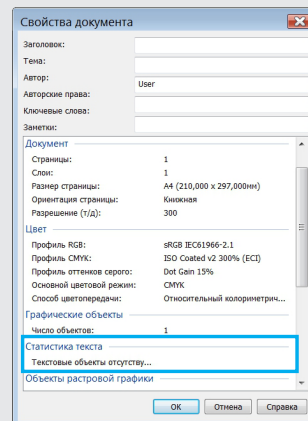 Свойства документа
Заголовок:
Тема:
Автор: User
Авторские права:
Ключевые слова:
Заметки:
Документ
Страницы: 1
Слои: 1
Размер страницы: A4 (210,000 x 297,000мм)
Ориентация страницы: Книжная
Разрешение (т/д): 300
Цвет
Профиль RGB: sRGB IEC61966-2.1
Профиль CMYK: ISO Coated v2 300% (ECI)
Профиль оттенков серого: Dot Gain 15%
Основной цветовой режим: CMYK
Способ цветопередачи: Относительный колориметрич...
Графические объекты
Число объектов: 1
Статистика текста
Текстовые объекты отсутству...
Объекты растровой графики
ОК Отмена Справка